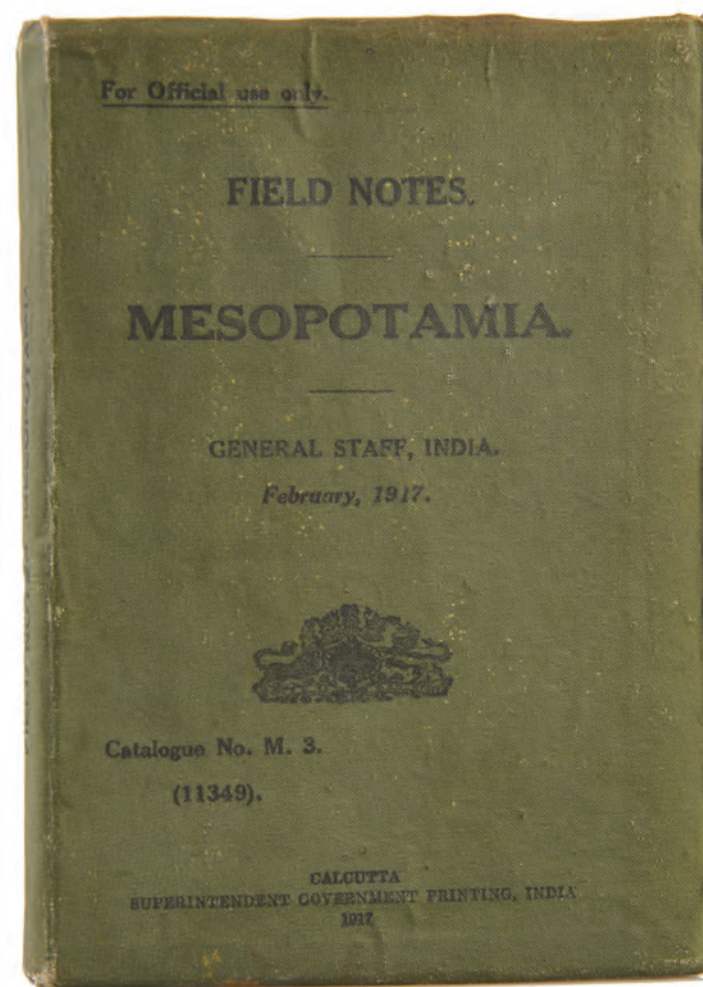 For Official use only.
FIELD NOTES.
MESOPOTAMIA.
GENERAL STAFF, INDIA.
February, 1917.
Catalogue No. M. 3.
(11349).
CALCUTTA
SUPERINTENDENT GOVERNMENT PRINTING, INDIA
1917